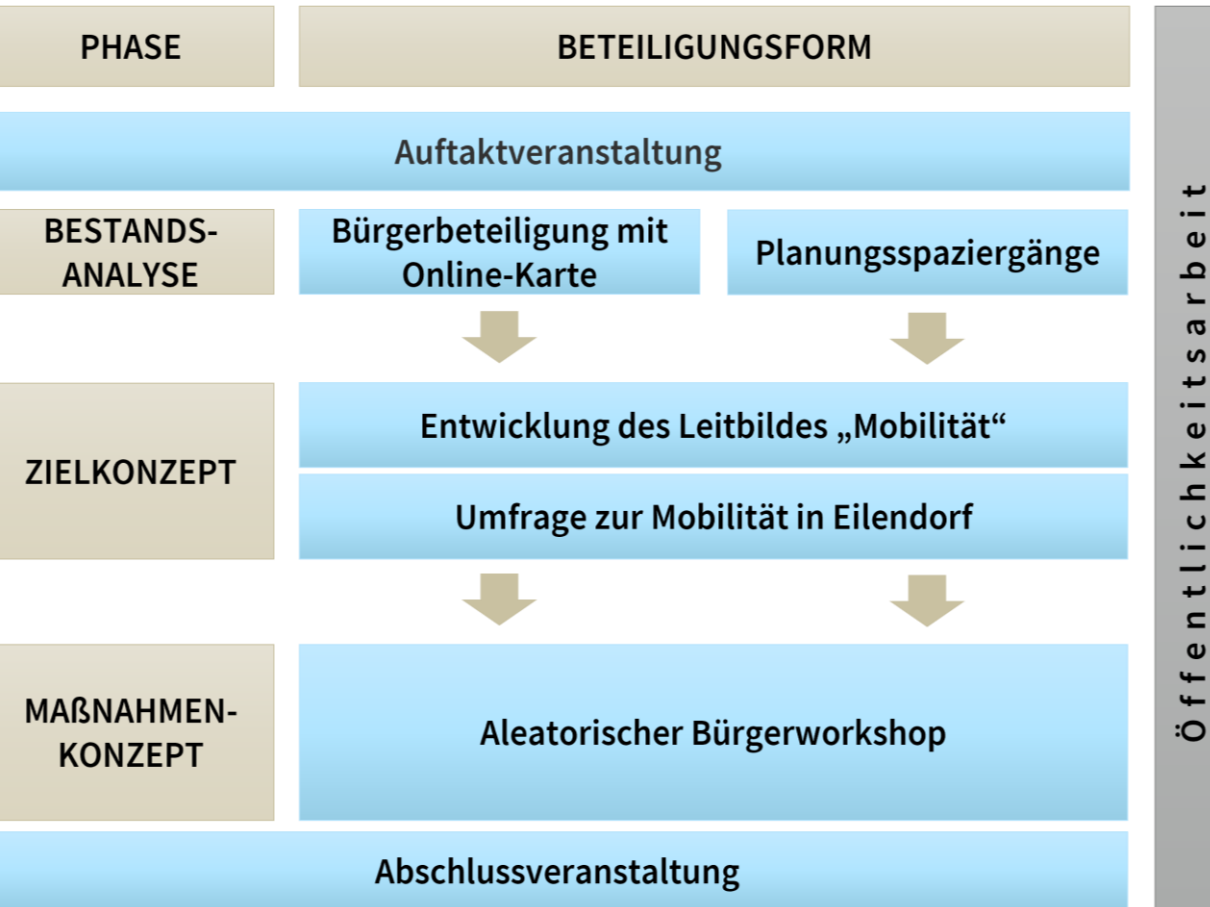 PHASE
BETEILIGUNGSFORM
Auftaktveranstaltung
BESTANDS-
ANALYSE
Bürgerbeteiligung mit
Online-Karte
Planungsspaziergänge
ZIELKONZEPT
Entwicklung des Leitbildes „Mobilität“
Umfrage zur Mobilität in Eilendorf
MAßNAHMEN-
KONZEPT
Aleatorischer Bürgerworkshop
Abschlussveranstaltung
Öffentlichkeitsarbeit